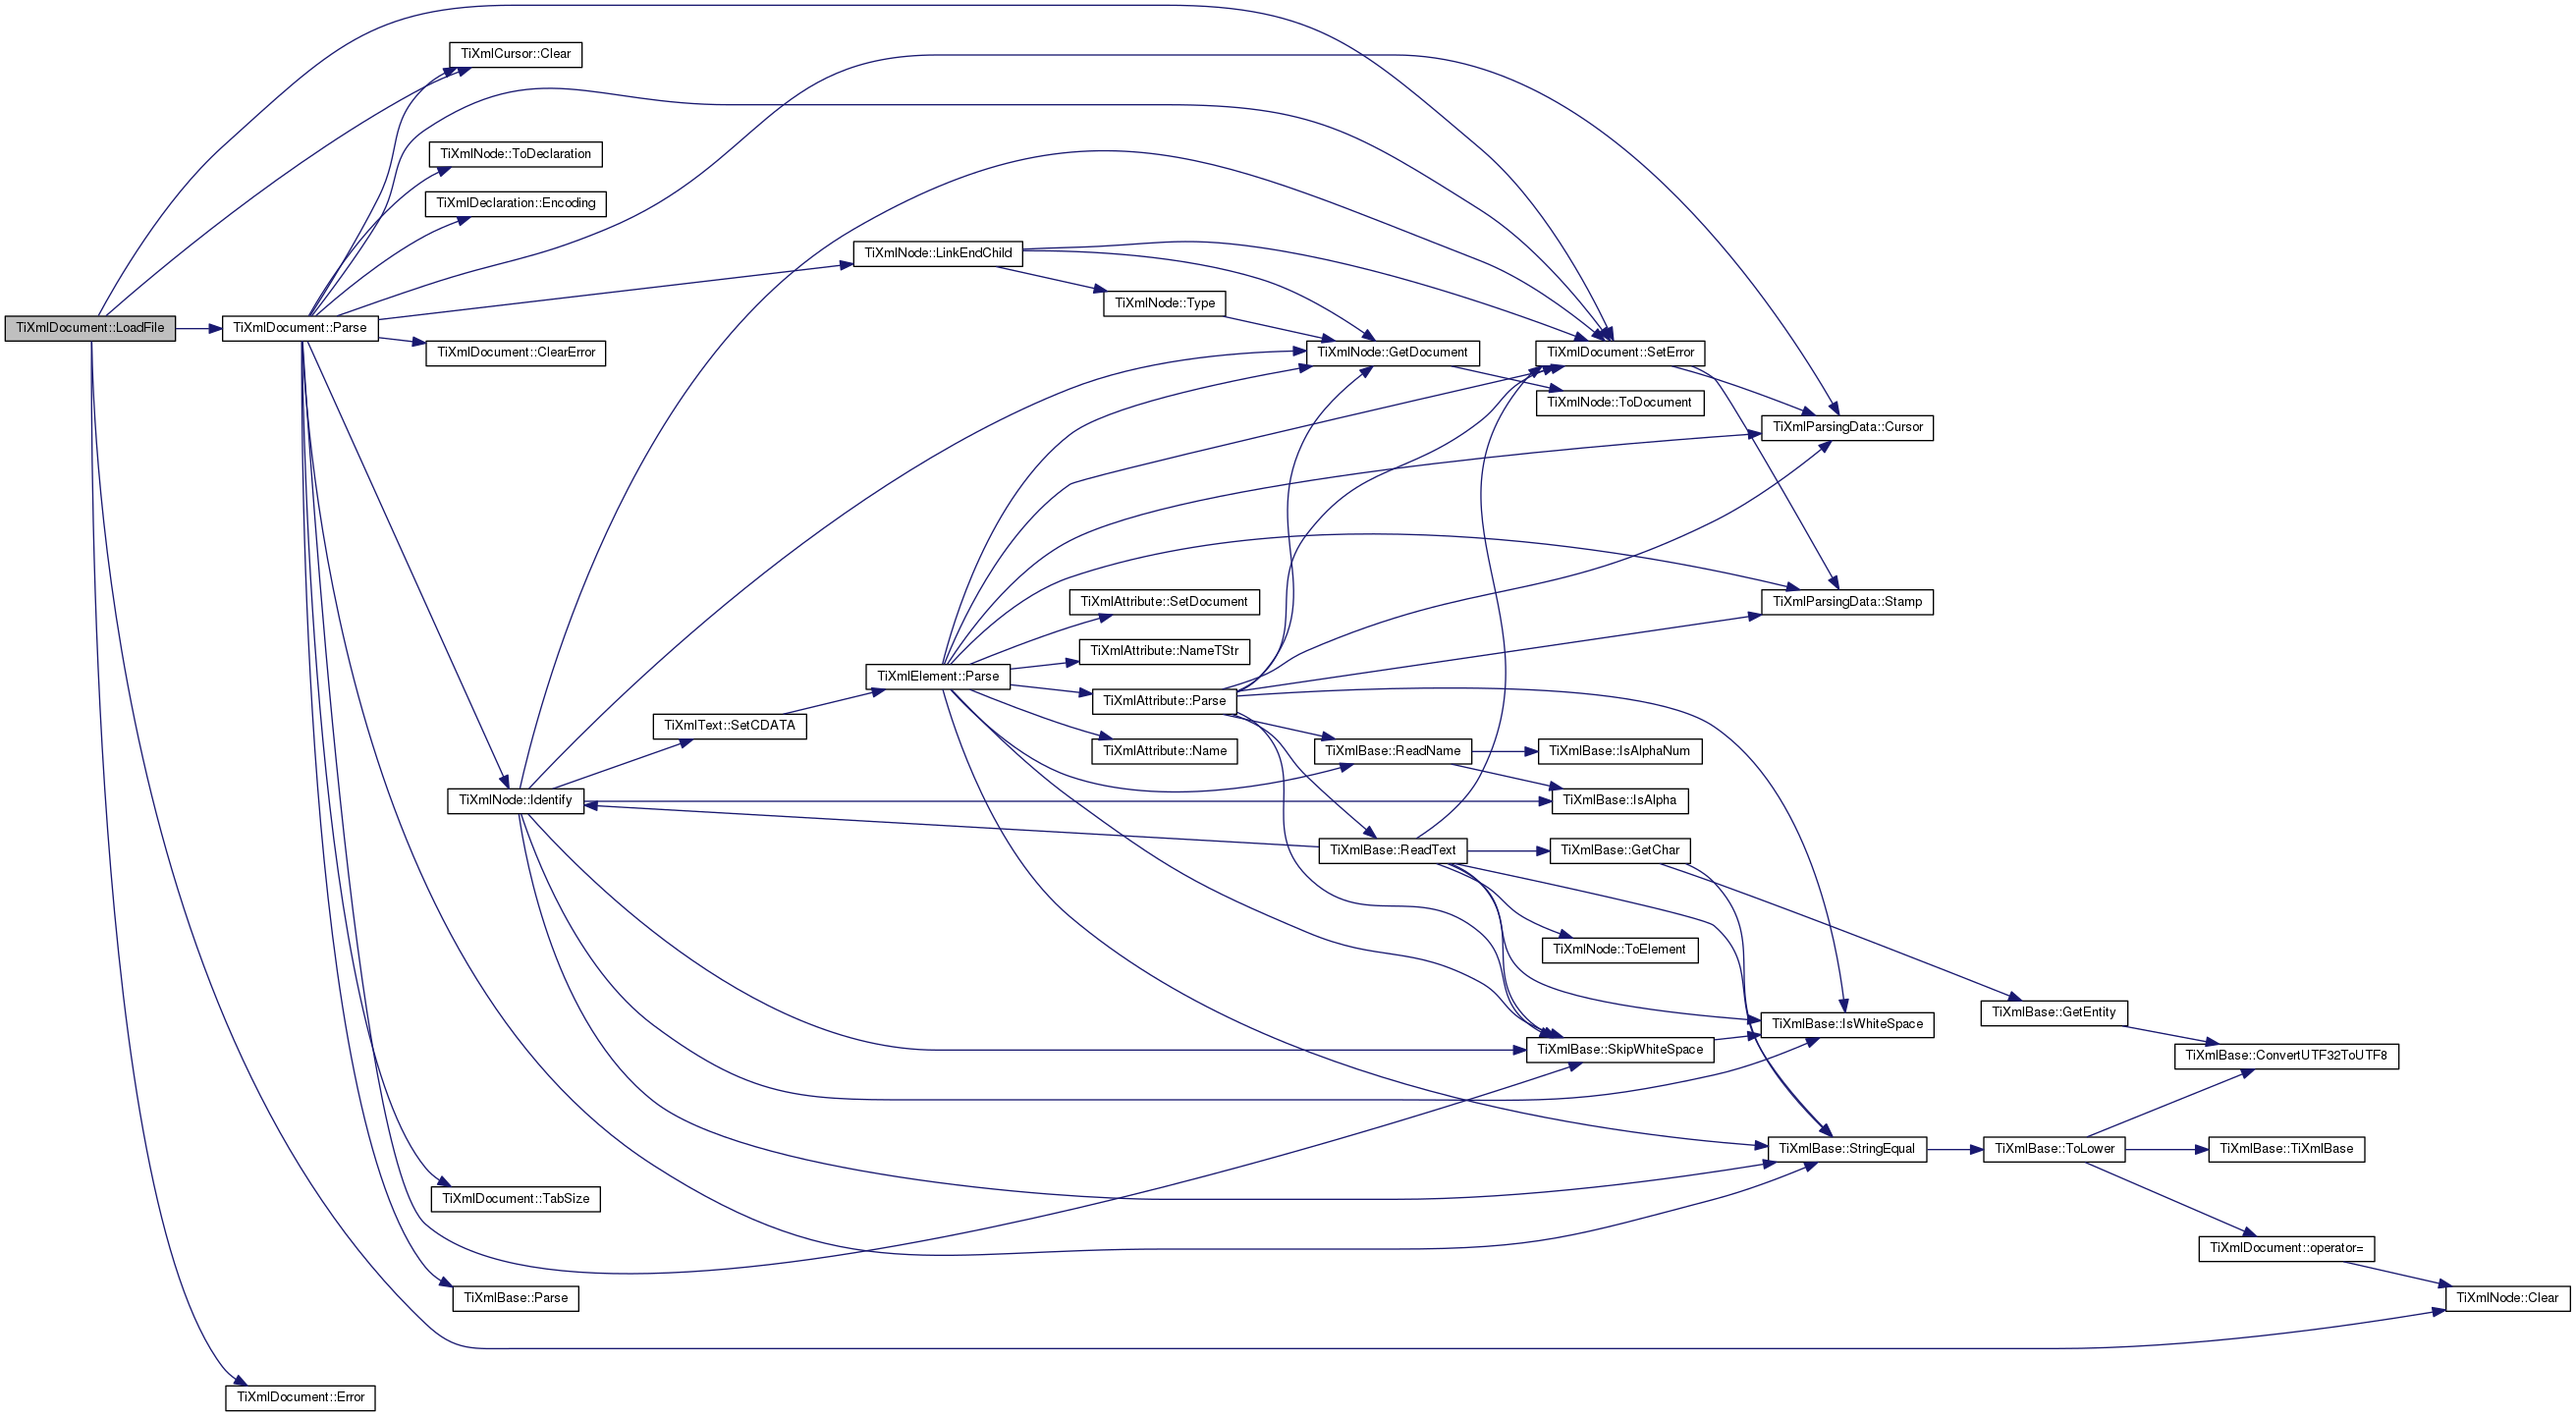 TiXmlCursor::Clear
TiXmlNode::ToDeclaration
TiXmlDeclaration::Encoding
TiXmlNode::LinkEndChild
TiXmlNode::Type
TiXmlDocument::LoadFile
TiXmlDocument::Parse
TiXmlDocument::ClearError
TiXmlNode::GetDocument
TiXmlDocument::SetError
TiXmlNode::ToDocument
TiXmlParsingData::Cursor
TiXmlAttribute::SetDocument
TiXmlParsingData::Stamp
TiXmlAttribute::NameTStr
TiXmlElement::Parse
TiXmlAttribute::Parse
TiXmlText::SetCDATA
TiXmlAttribute::Name
TiXmlBase::ReadName
TiXmlBase::IsAlphaNum
TiXmlNode::Identify
TiXmlBase::IsAlpha
TiXmlBase::ReadText
TiXmlBase::GetChar
TiXmlNode::ToElement
TiXmlBase::GetEntity
TiXmlBase::IsWhiteSpace
TiXmlBase::SkipWhiteSpace
TiXmlBase::ConvertUTF32ToUTF8
TiXmlBase::StringEqual
TiXmlBase::ToLower
TiXmlBase::TiXmlBase
TiXmlDocument::TabSize
TiXmlDocument::operator=
TiXmlBase::Parse
TiXmlNode::Clear
TiXmlDocument::Error